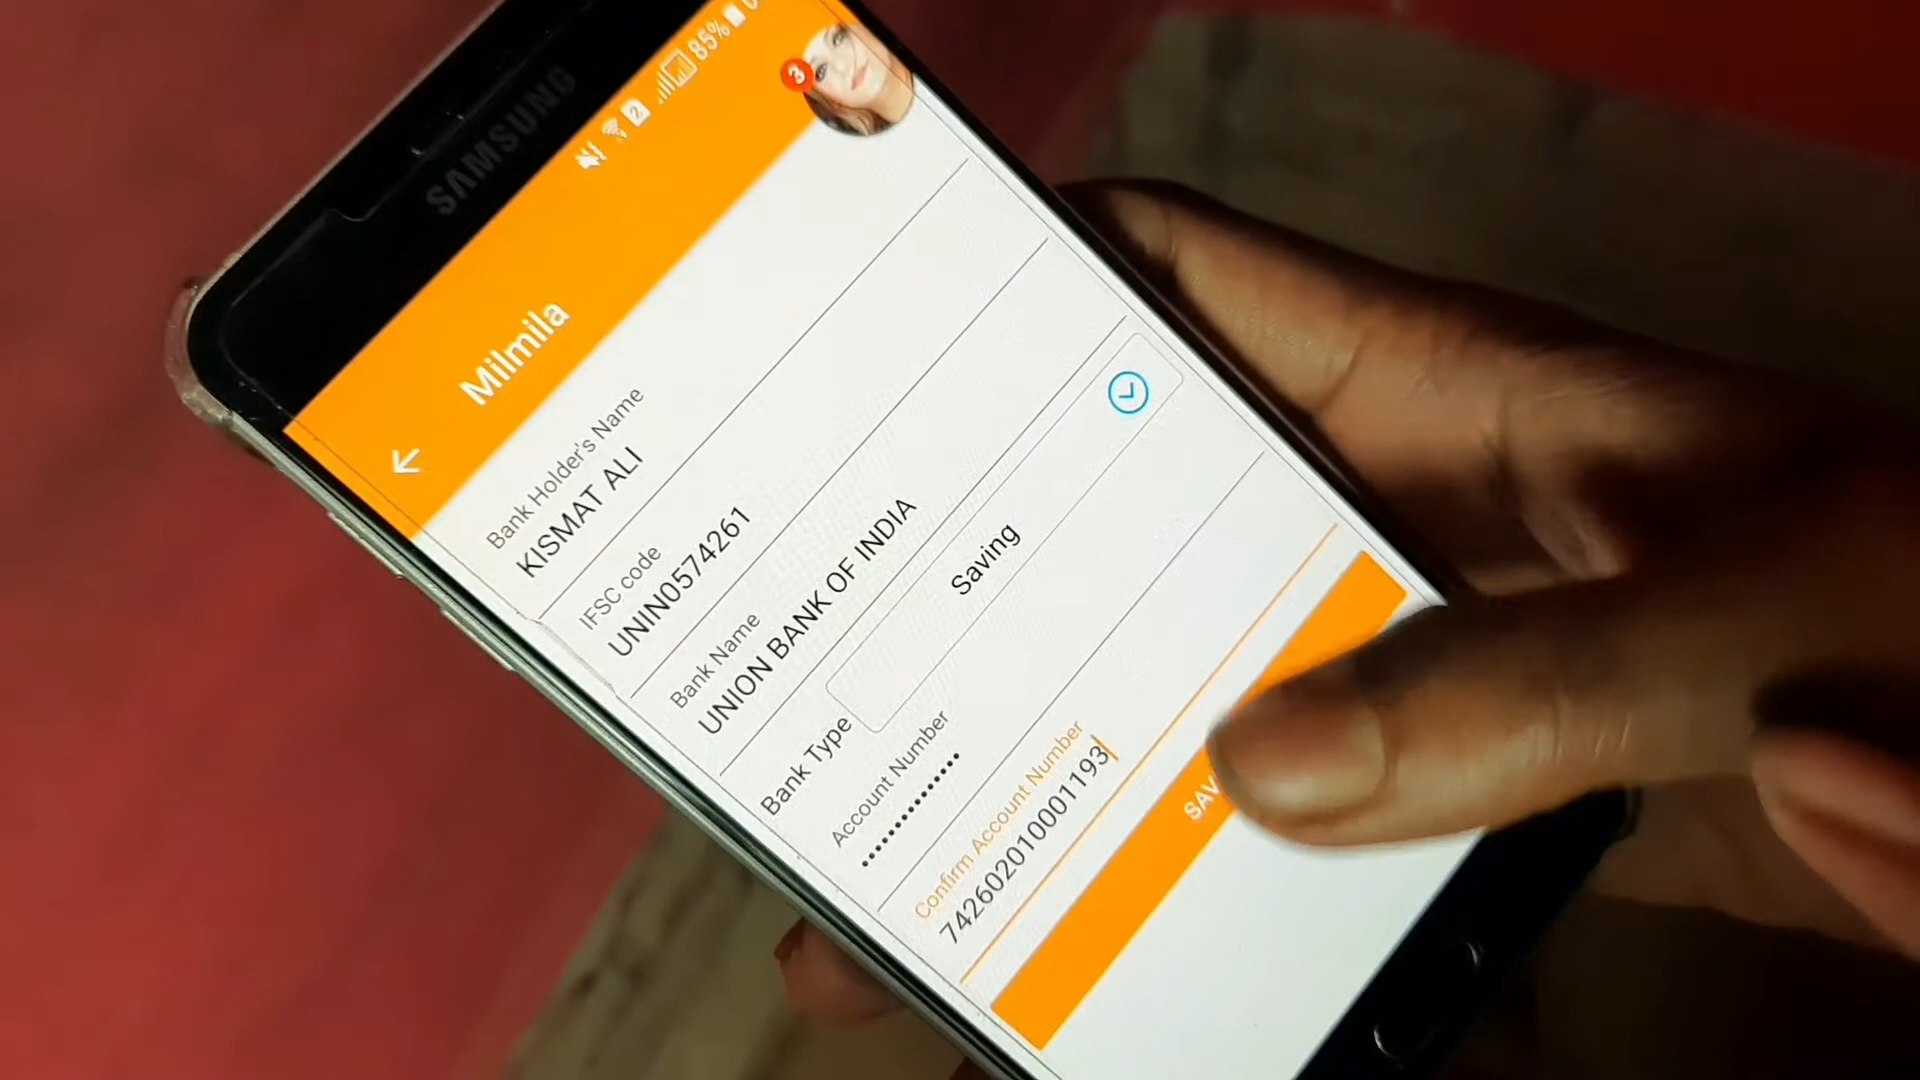 SAMSUNG
2
85%
3
Milmila
Bank Holder's Name
KISMAT ALI
IFSC code
UNIN0574261
Bank Name
UNION BANK OF INDIA
Bank Type
Saving
Account Number
Confirm Account Number
742602010001193